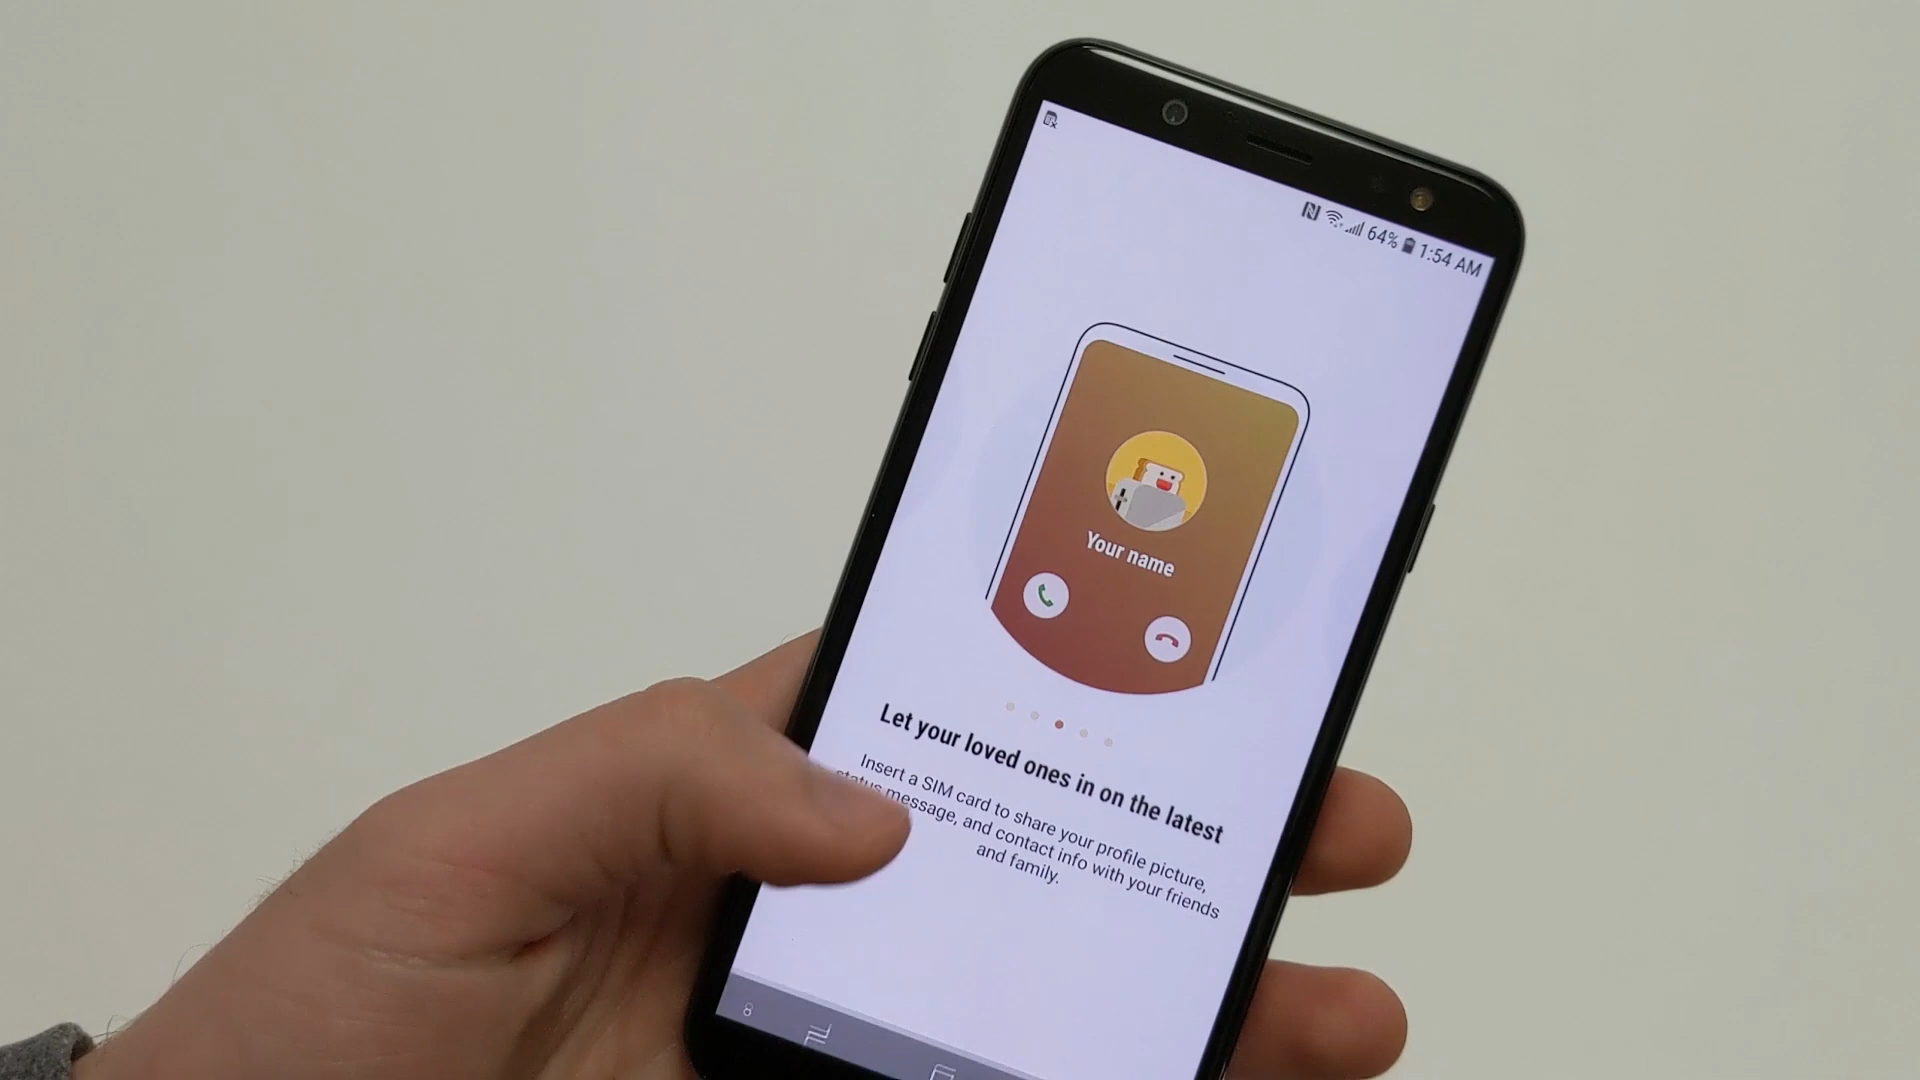 64% 1:54 AM
Your name
Let your loved ones in on the latest
Insert a SIM card to share your profile picture,
status message, and contact info with your friends
and family.